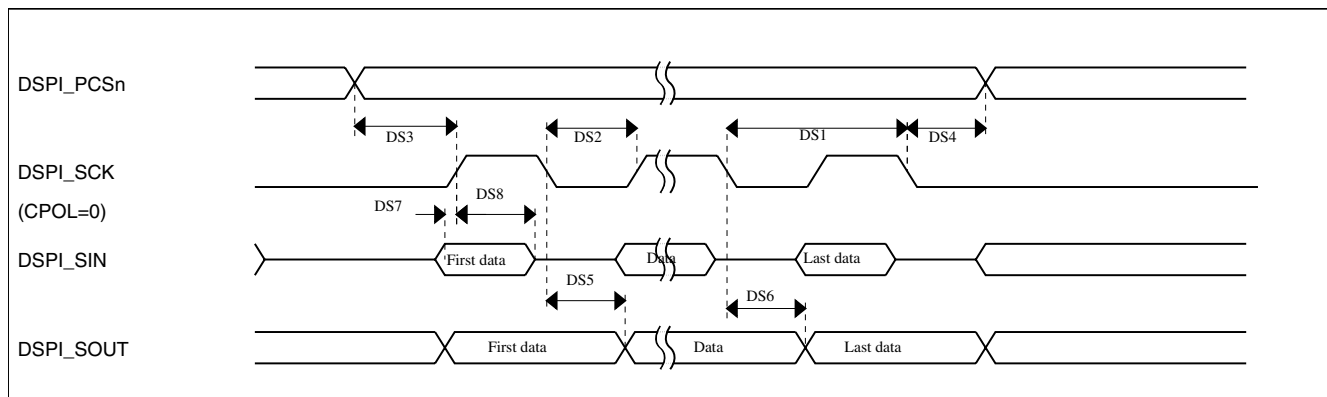 DSPI_PCSn
DS3
DS2
DS1
DS4
DSPI_SCK
(CPOL=0)
DS7
DS8
DSPI_SIN
First data
Data
Last data
DS5
DS6
DSPI_SOUT
First data
Data
Last data